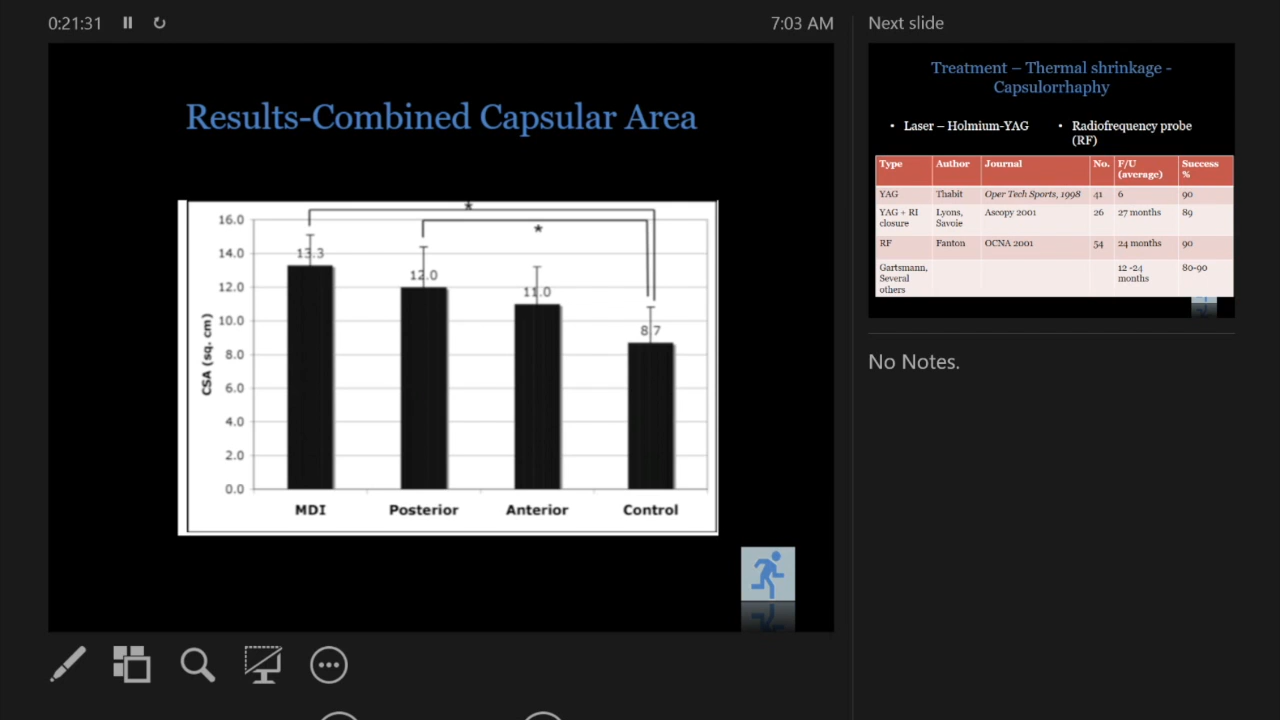 0:21:31
7:03 AM
Next slide
Results-Combined Capsular Area
16.0
14.0
12.0
10.0
8.0
6.0
4.0
2.0
0.0
CSA (sq. cm)
*
*
13.3
12.0
11.0
8.7
MDI Posterior Anterior Control
Treatment – Thermal shrinkage -
Capsulorrhaphy
• Laser – Holmium-YAG
• Radiofrequency probe
(RF)
Type Author Journal No. F/U (average) Success %
YAG Thabit Oper Tech Sports, 1998 41 6 90
YAG + RI closure Lyons, Savoie Ascopy 2001 26 27 months 89
RF Fanton OCNA 2001 54 24 months 90
Gartsmann, Several others 12 -24 months 80-90
No Notes.